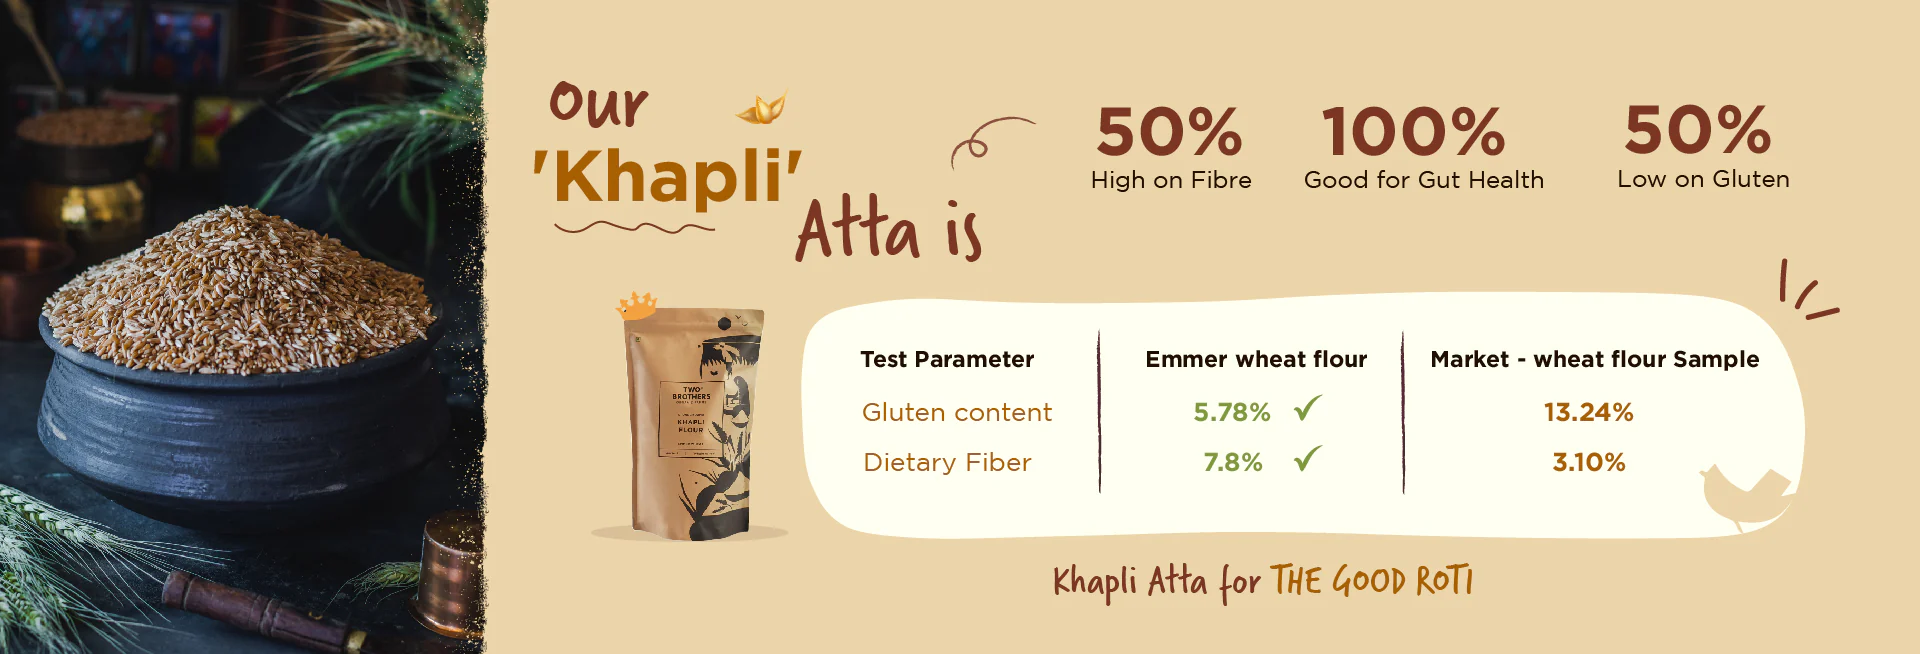 Our
'Khapli'
Atta is
50%
High on Fibre
100%
Good for Gut Health
50%
Low on Gluten
TWO
BROTHERS
KHAPLI
FLOUR
Test Parameter Emmer wheat flour Market - wheat flour Sample
Gluten content 5.78% 13.24%
Dietary Fiber 7.8% 3.10%
Khapli Atta for THE GOOD ROTI